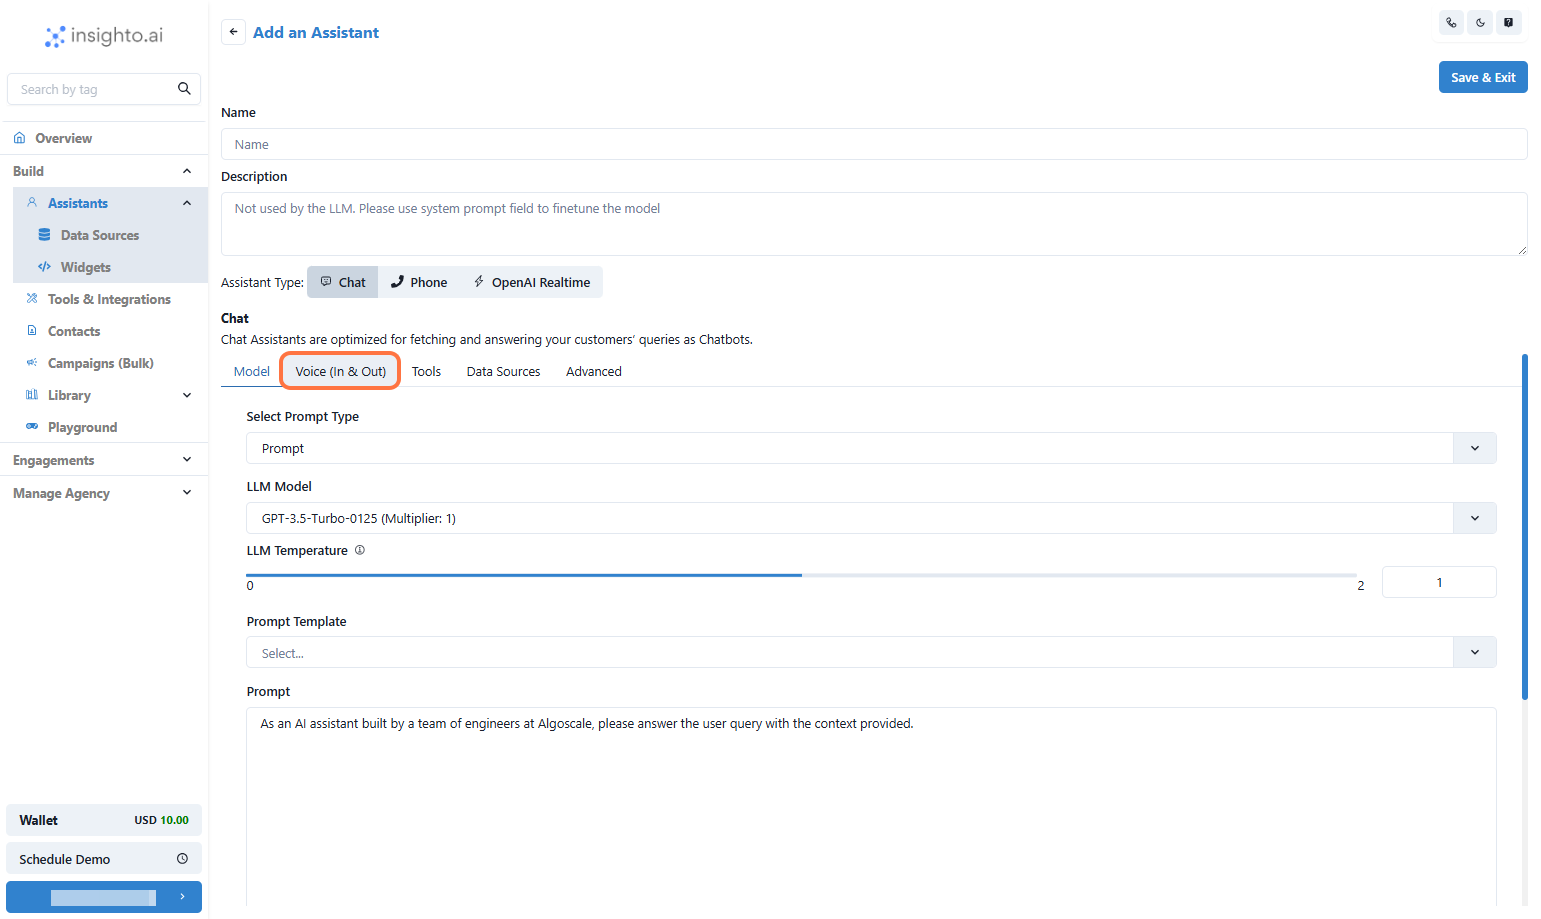 insighto.ai
Search by tag
Overview
Build
Assistants
Data Sources
Widgets
Tools & Integrations
Contacts
Campaigns (Bulk)
Library
Playground
Engagements
Manage Agency
Wallet USD 10.00
Schedule Demo
Add an Assistant
Save & Exit
Name
Name
Description
Not used by the LLM. Please use system prompt field to finetune the model
Assistant Type: Chat Phone OpenAI Realtime
Chat
Chat Assistants are optimized for fetching and answering your customers’ queries as Chatbots.
Model Voice (In & Out) Tools Data Sources Advanced
Select Prompt Type
Prompt
LLM Model
GPT-3.5-Turbo-0125 (Multiplier: 1)
LLM Temperature
0 2 1
Prompt Template
Select...
Prompt
As an AI assistant built by a team of engineers at Algoscale, please answer the user query with the context provided.